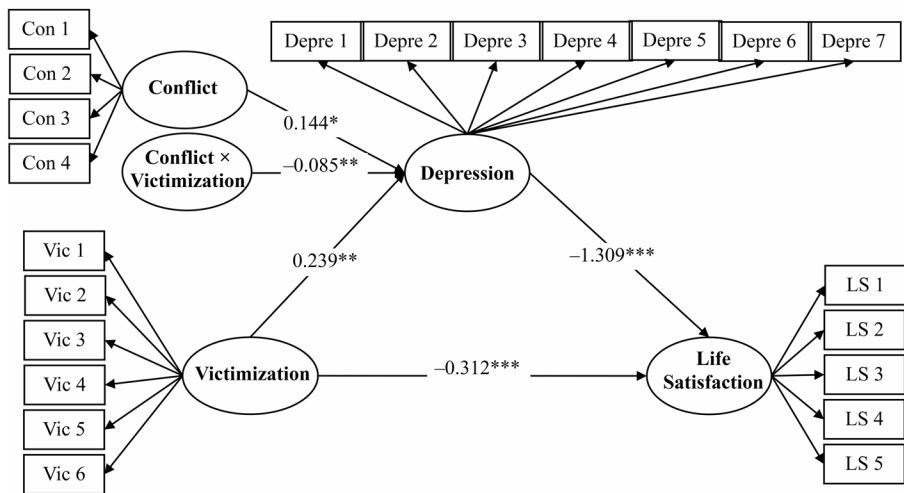 Con 1
Con 2
Con 3
Con 4
Conflict
Conflict ×
Victimization
0.144*
–0.085**
Depre 1
Depre 2
Depre 3
Depre 4
Depre 5
Depre 6
Depre 7
Depression
0.239**
–1.309***
Vic 1
Vic 2
Vic 3
Vic 4
Vic 5
Vic 6
Victimization
–0.312***
Life
Satisfaction
LS 1
LS 2
LS 3
LS 4
LS 5